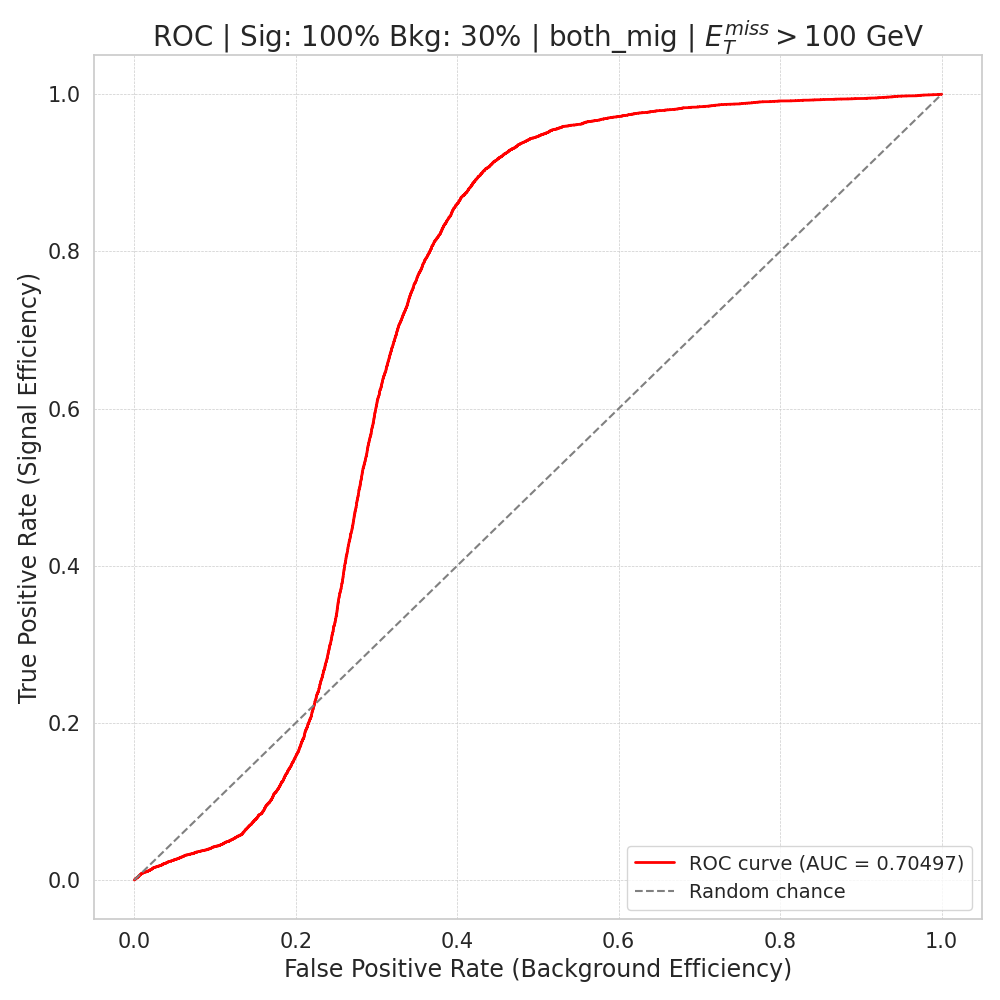 ROC | Sig: 100% Bkg: 30% | both_mig | $E_T^{miss} > 100$ GeV
True Positive Rate (Signal Efficiency)
1.0
0.8
0.6
0.4
0.2
0.0
ROC curve (AUC = 0.70497)
Random chance
0.0 0.2 0.4 0.6 0.8 1.0
False Positive Rate (Background Efficiency)